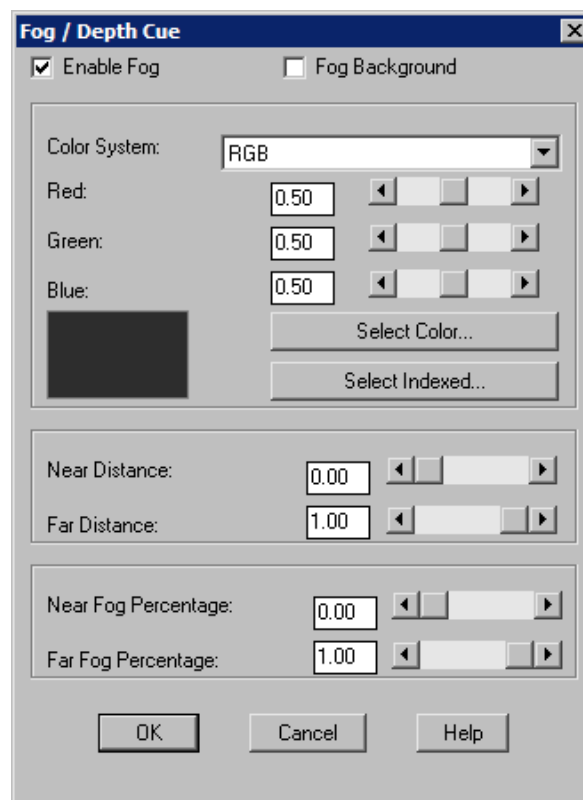 Fog / Depth Cue
Enable Fog
Fog Background
Color System:
RGB
Red:
0.50
Green:
0.50
Blue:
0.50
Select Color...
Select Indexed...
Near Distance:
0.00
Far Distance:
1.00
Near Fog Percentage:
0.00
Far Fog Percentage:
1.00
OK
Cancel
Help